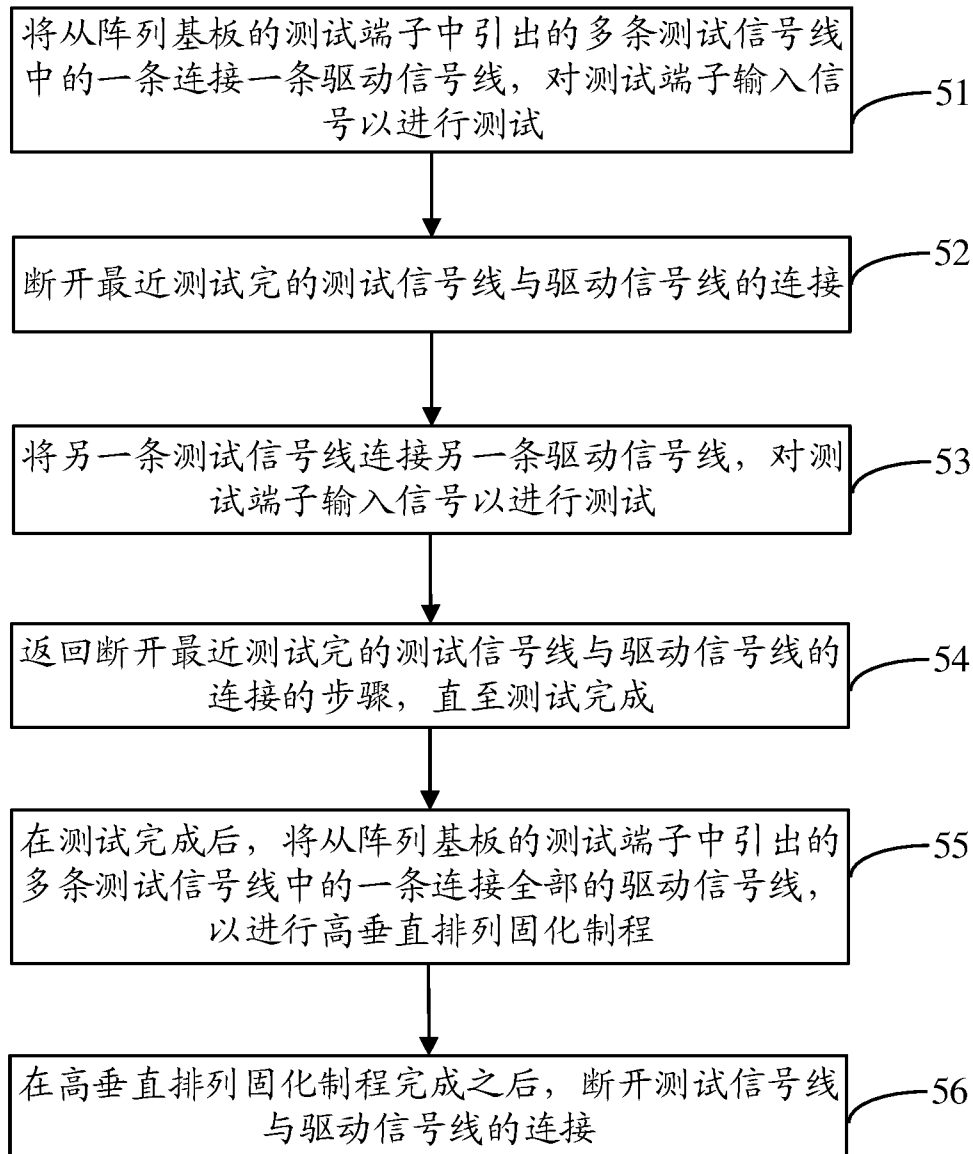 将从阵列基板的测试端子中引出的多条测试信号线
中的一条连接一条驱动信号线，对测试端子输入信
号以进行测试
51
断开最近测试完的测试信号线与驱动信号线的连接
52
将另一条测试信号线连接另一条驱动信号线，对测
试端子输入信号以进行测试
53
返回断开最近测试完的测试信号线与驱动信号线的
连接的步骤，直至测试完成
54
在测试完成后，将从阵列基板的测试端子中引出的
多条测试信号线中的一条连接全部的驱动信号线，
以进行高垂直排列固化制程
55
在高垂直排列固化制程完成之后，断开测试信号线
与驱动信号线的连接
56